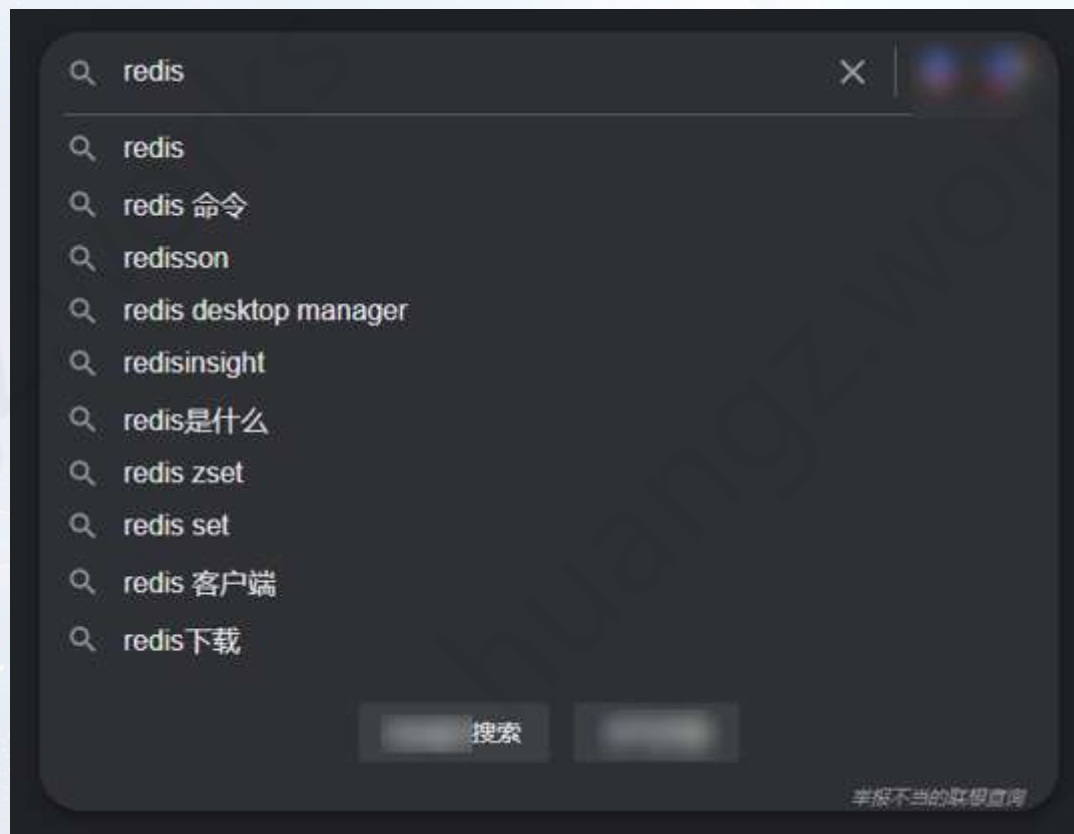 redis
redis
redis 命令
redisson
redis desktop manager
redisinsight
redis是什么
redis zset
redis set
redis 客户端
redis下载
搜索
举报不当的联想查询